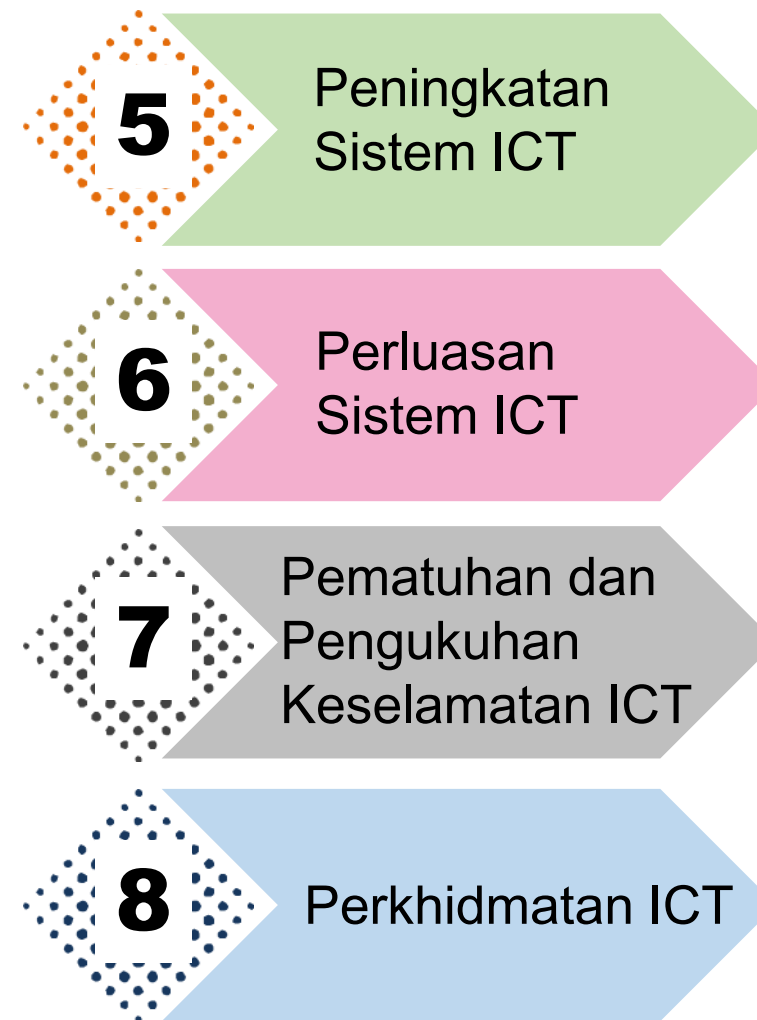 5
Peningkatan
Sistem ICT
6
Perluasan
Sistem ICT
7
Pematuhan dan
Pengukuhan
Keselamatan ICT
8
Perkhidmatan ICT